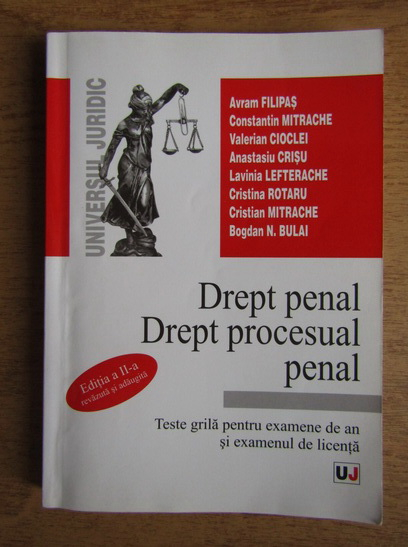 UNIVERSUL JURIDIC
Avram FILIPAȘ
Constantin MITRACHE
Valerian CIOCLEI
Anastasiu CRIȘU
Lavinia LEFTERACHE
Cristina ROTARU
Cristian MITRACHE
Bogdan N. BULAI
Drept penal
Drept procesual
penal
Ediția a II-a
revăzută și adăugită
Teste grilă pentru examene de an
și examenul de licență
UJ